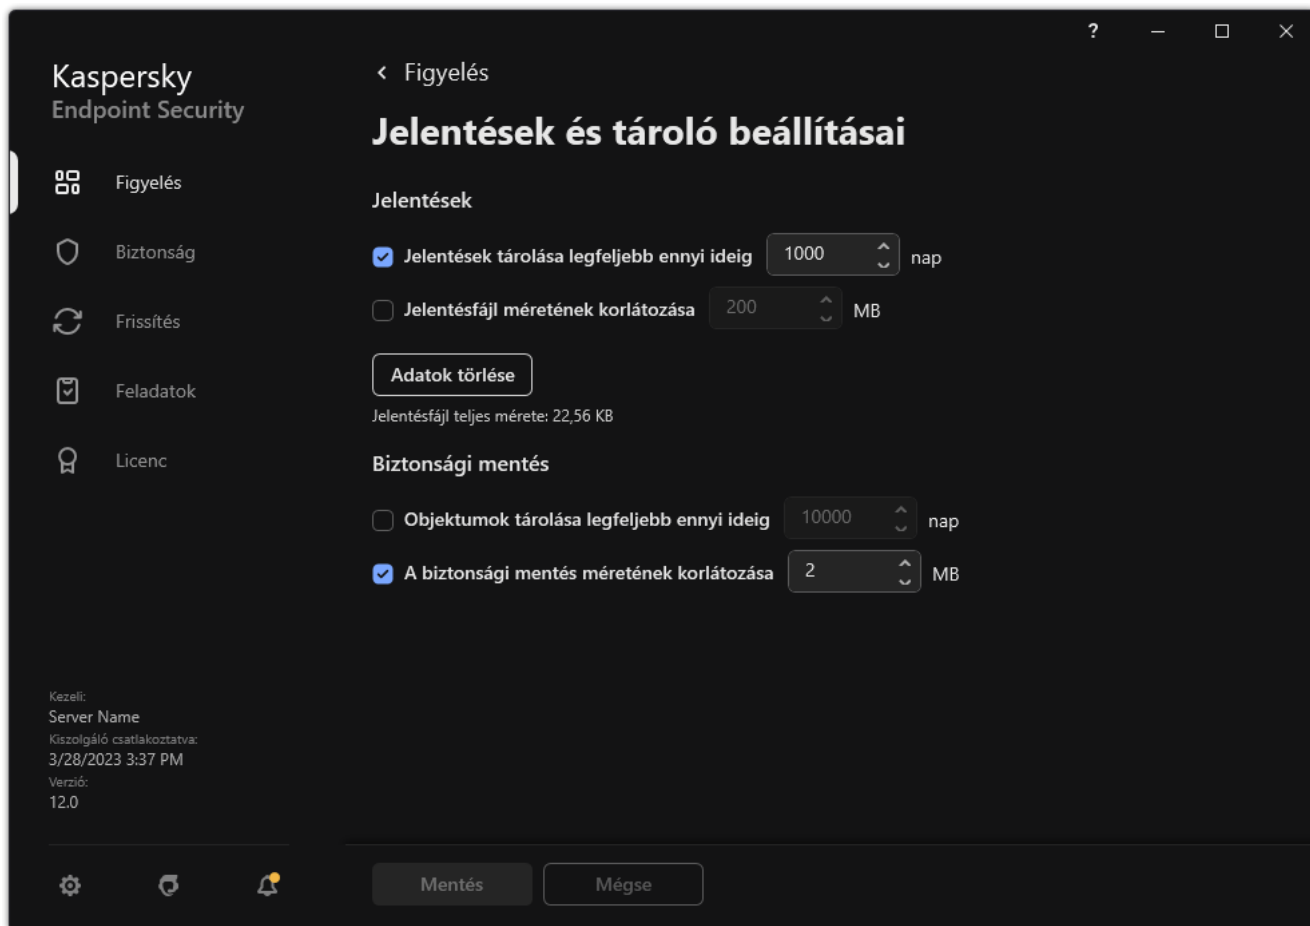 ?
Kaspersky
Endpoint Security
Figyelés
Biztonság
Frissítés
Feladatok
Licenc
Kezeli:
Server Name
Kiszolgáló csatlakoztatva:
3/28/2023 3:37 PM
Verzió:
12.0
Figyelés
Jelentések és tároló beállításai
Jelentések
Jelentések tárolása legfeljebb ennyi ideig 1000 nap
Jelentésfájl méretének korlátozása 200 MB
Adatok törlése
Jelentésfájl teljes mérete: 22,56 KB
Biztonsági mentés
Objektumok tárolása legfeljebb ennyi ideig 10000 nap
A biztonsági mentés méretének korlátozása 2 MB
Mentés Mégse